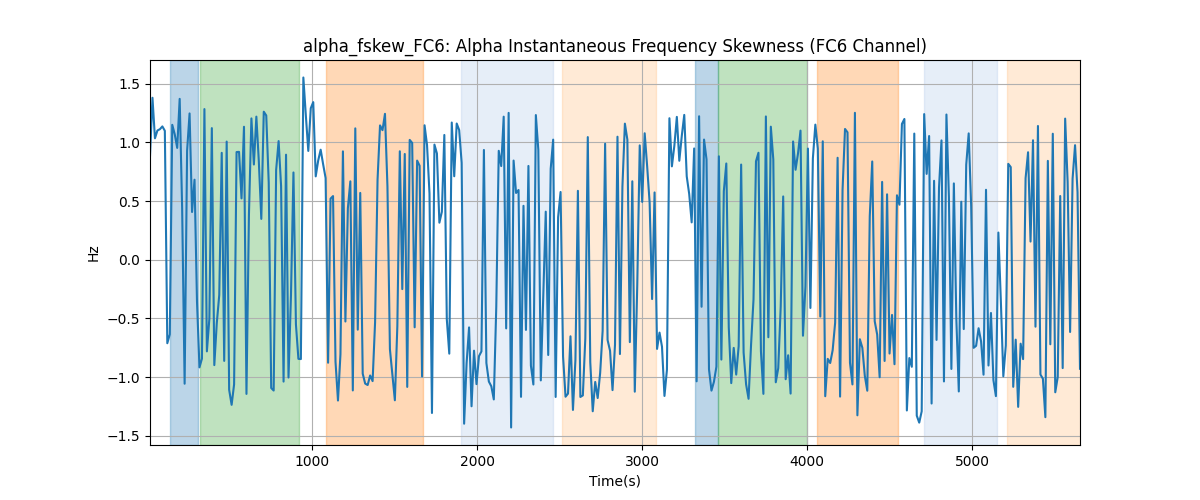 alpha_fskew_FC6: Alpha Instantaneous Frequency Skewness (FC6 Channel)
1.5
1.0
0.5
0.0
−0.5
−1.0
−1.5
Hz
1000 2000 3000 4000 5000
Time(s)